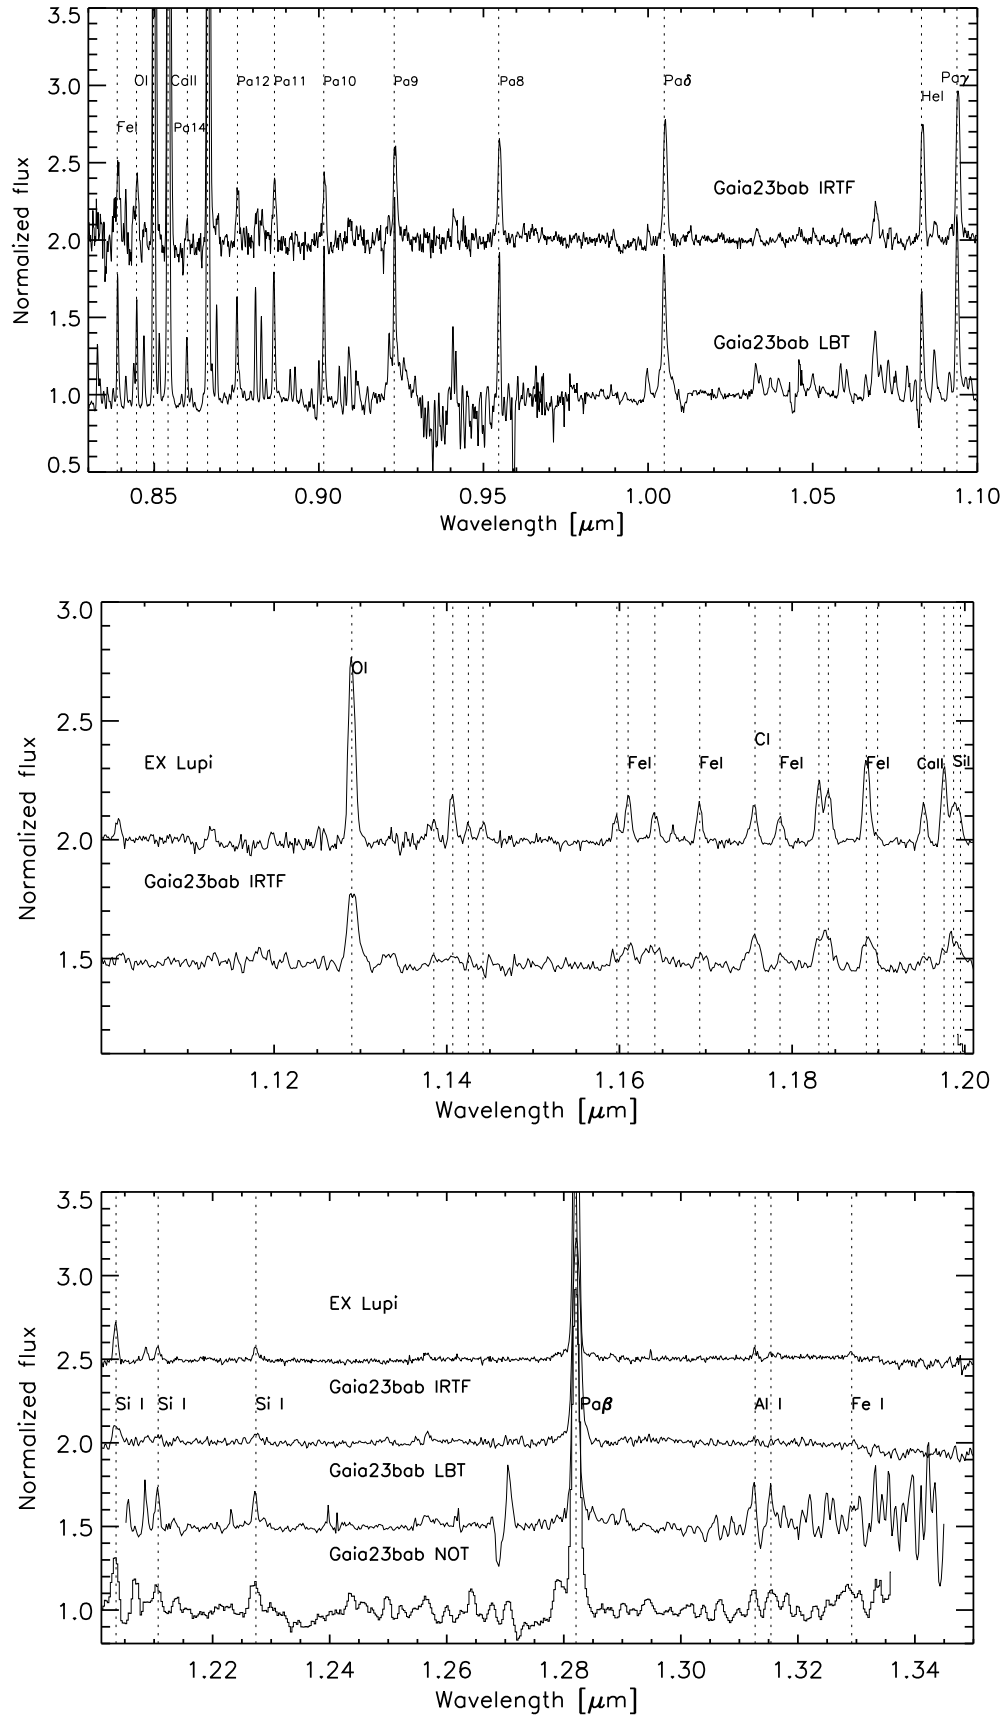 3.5
3.0
2.5
2.0
1.5
1.0
0.5
Normalized flux
OI
CaII
Pa12
Pa11
Pa10
Pa9
Pa8
Paδ
Paγ
HeI
FeI
Pa14
Gaia23bab IRTF
Gaia23bab LBT
0.85
0.90
0.95
1.00
1.05
1.10
Wavelength [μm]
3.0
2.5
2.0
1.5
Normalized flux
OI
EX Lupi
CI
FeI
FeI
FeI
FeI
CaII
SiI
Gaia23bab IRTF
1.12
1.14
1.16
1.18
1.20
Wavelength [μm]
3.5
3.0
2.5
2.0
1.5
1.0
Normalized flux
EX Lupi
Gaia23bab IRTF
Si I
Si I
Si I
Paβ
Al I
Fe I
Gaia23bab LBT
Gaia23bab NOT
1.22
1.24
1.26
1.28
1.30
1.32
1.34
Wavelength [μm]